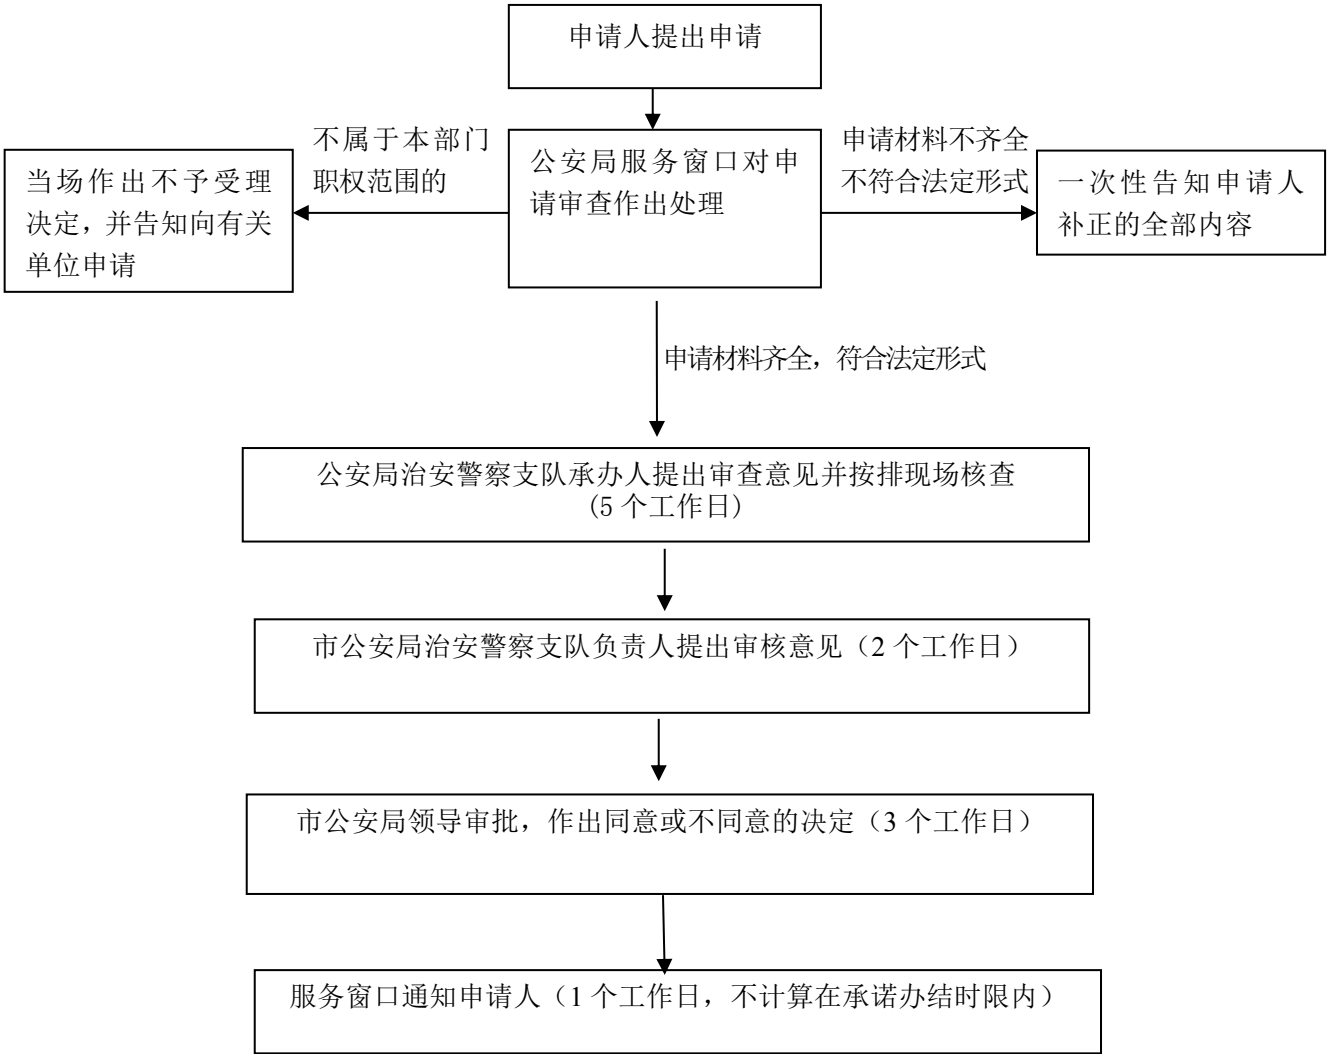 申请人提出申请
不属于本部门
职权范围的
公安局服务窗口对申
请审查作出处理
申请材料不齐全
不符合法定形式
当场作出不予受理
决定，并告知向有关
单位申请
一次性告知申请人
补正的全部内容
申请材料齐全，符合法定形式
公安局治安警察支队承办人提出审查意见并按排现场核查
(5 个工作日)
市公安局治安警察支队负责人提出审核意见（2 个工作日）
市公安局领导审批，作出同意或不同意的决定（3 个工作日）
服务窗口通知申请人（1 个工作日，不计算在承诺办结时限内）